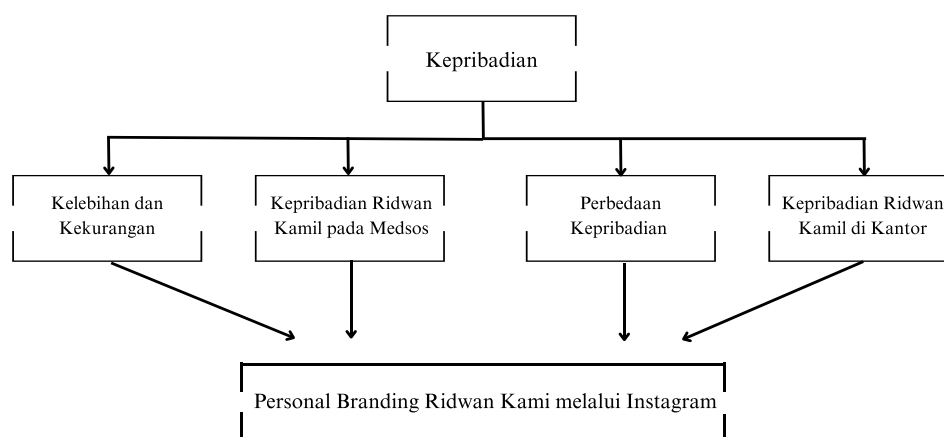 Kepribadian
Kelebihan dan
Kekurangan
Kepribadian Ridwan
Kamil pada Medsos
Perbedaan
Kepribadian
Kepribadian Ridwan
Kamil di Kantor
Personal Branding Ridwan Kami melalui Instagram